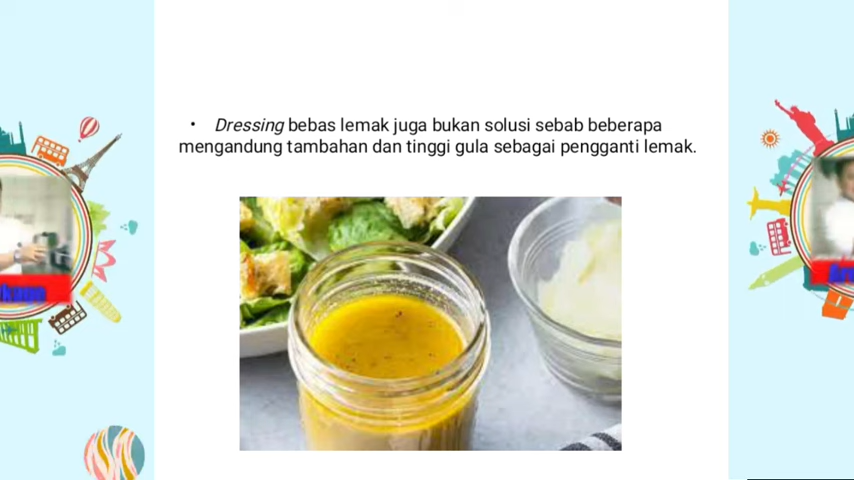 • Dressing bebas lemak juga bukan solusi sebab beberapa
mengandung tambahan dan tinggi gula sebagai pengganti lemak.